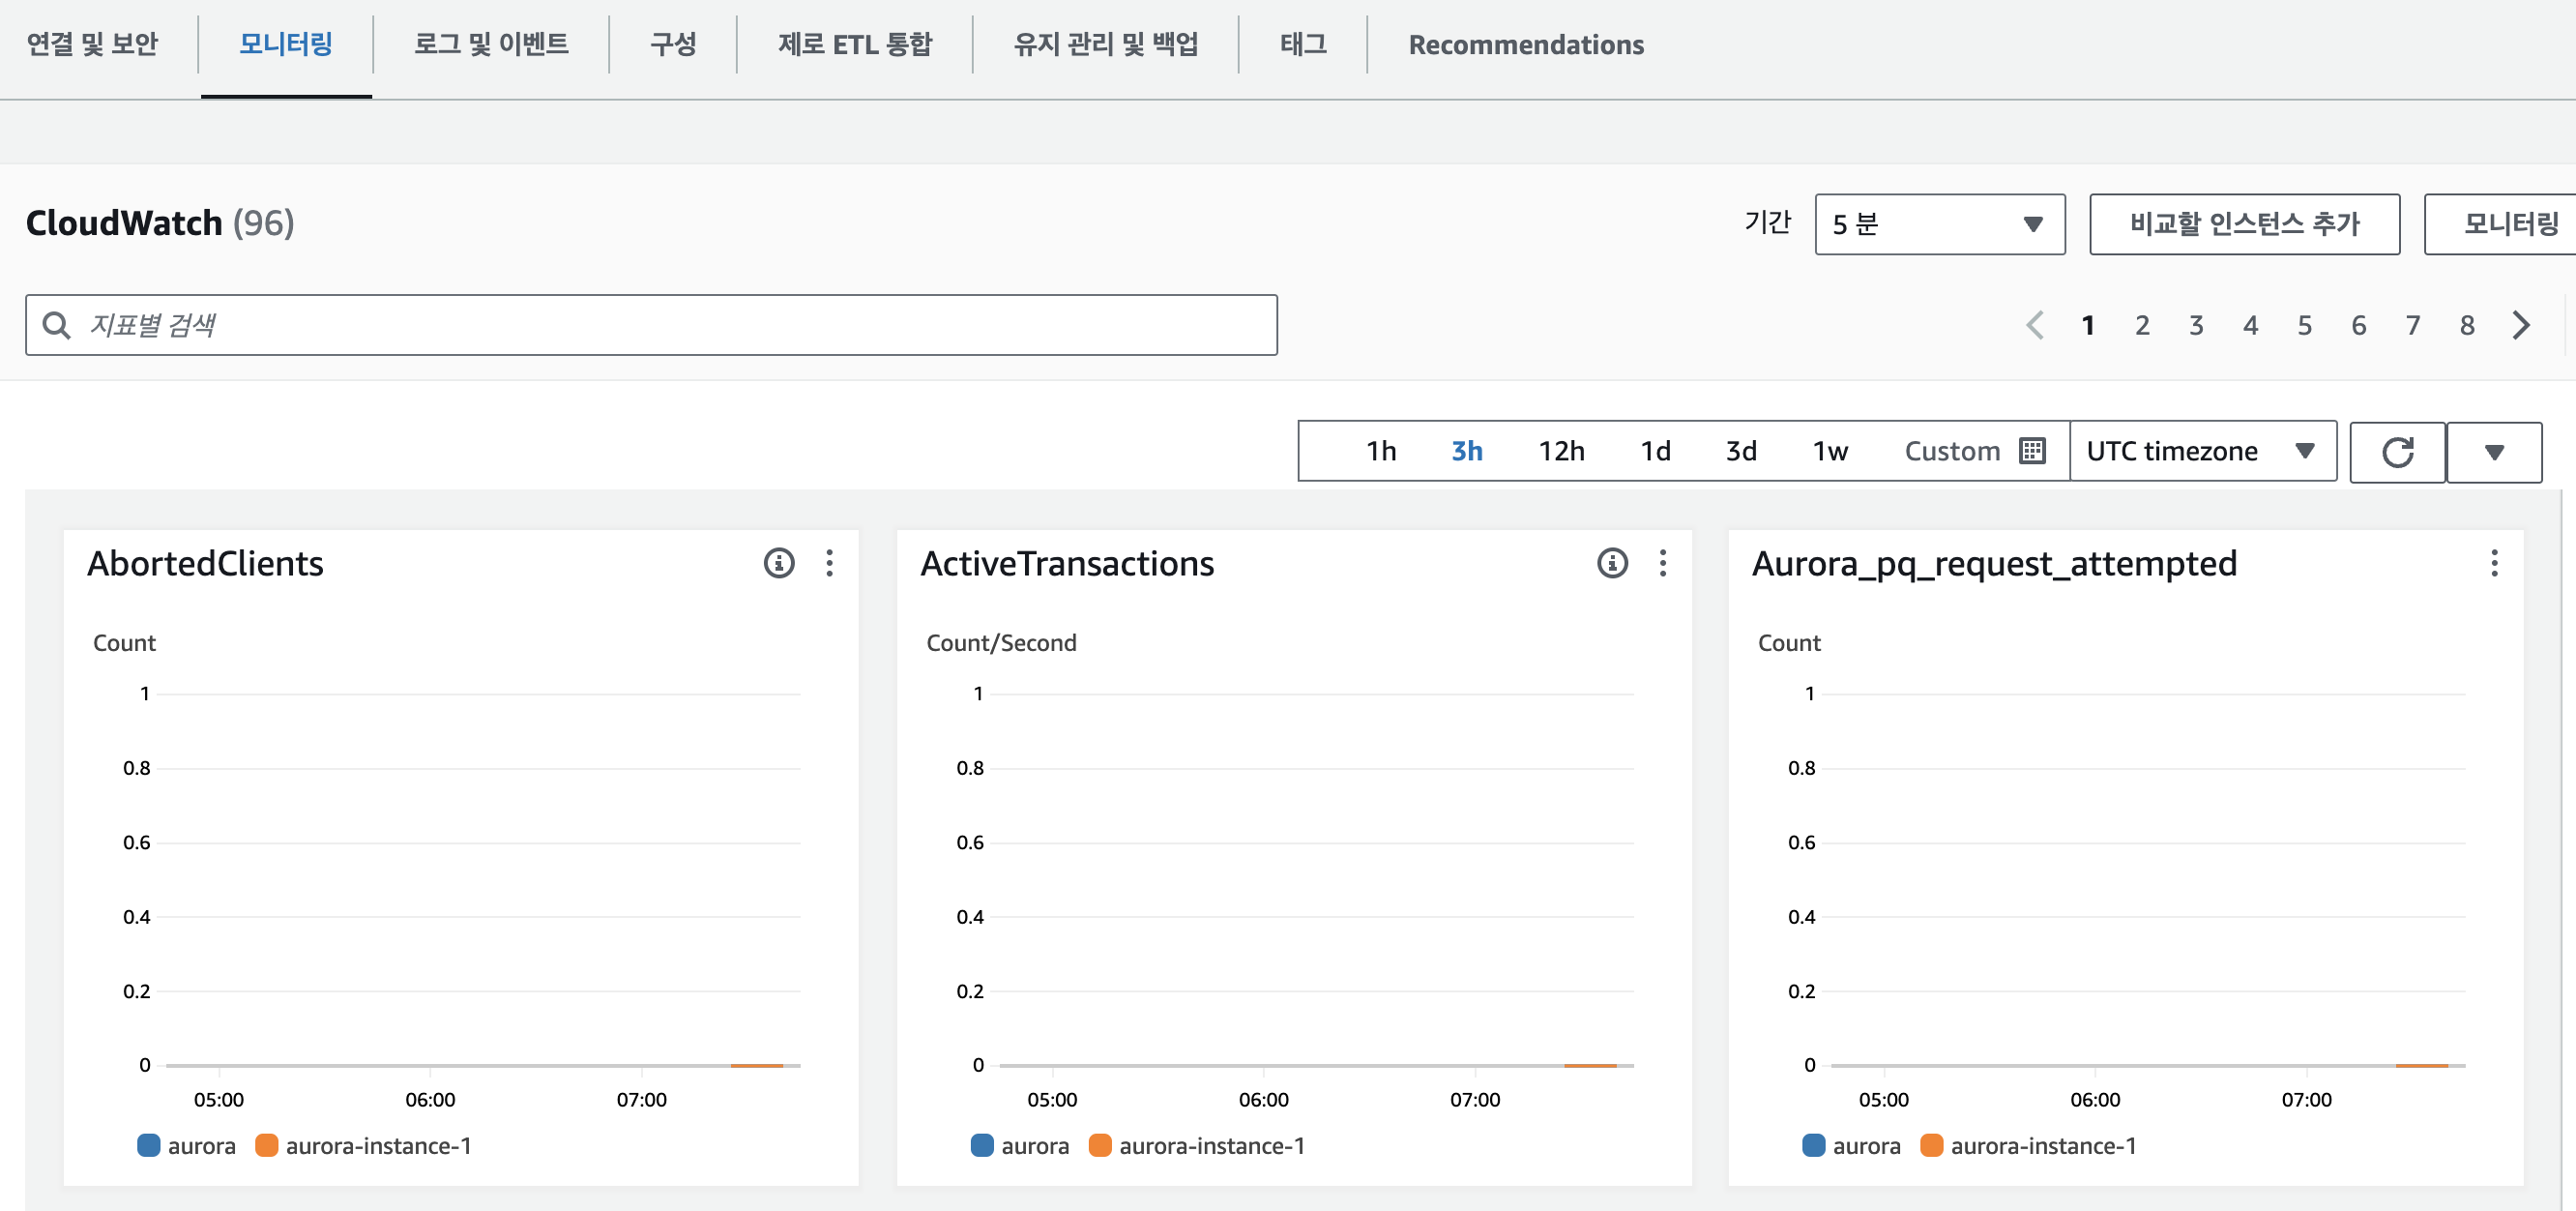 연결 및 보안 모니터링 로그 및 이벤트 구성 제로 ETL 통합 유지 관리 및 백업 태그 Recommendations
CloudWatch (96) 기간 5 분 비교할 인스턴스 추가 모니터링
지표별 검색 1 2 3 4 5 6 7 8
1h 3h 12h 1d 3d 1w Custom UTC timezone
AbortedClients
Count
1
0.8
0.6
0.4
0.2
0
05:00 06:00 07:00
aurora aurora-instance-1
ActiveTransactions
Count/Second
1
0.8
0.6
0.4
0.2
0
05:00 06:00 07:00
aurora aurora-instance-1
Aurora_pq_request_attempted
Count
1
0.8
0.6
0.4
0.2
0
05:00 06:00 07:00
aurora aurora-instance-1